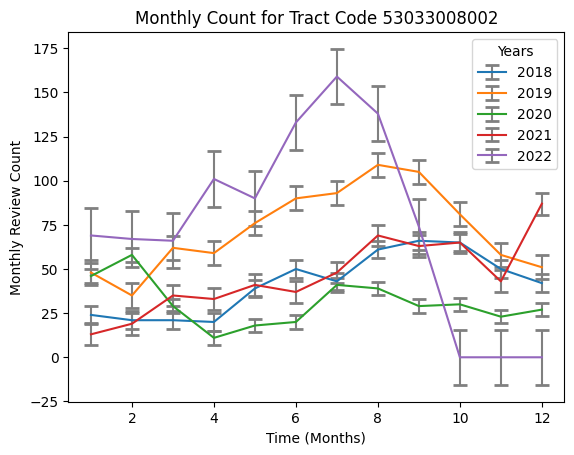 Monthly Count for Tract Code 53033008002
Years
2018
2019
2020
2021
2022
Monthly Review Count
175
150
125
100
75
50
25
0
−25
2 4 6 8 10 12
Time (Months)